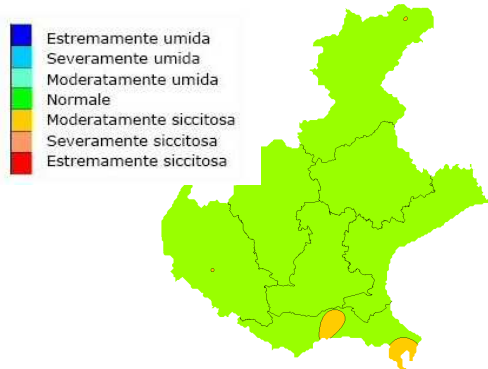 Estremamente umida
Severamente umida
Moderatamente umida
Normale
Moderatamente siccitosa
Severamente siccitosa
Estremamente siccitosa